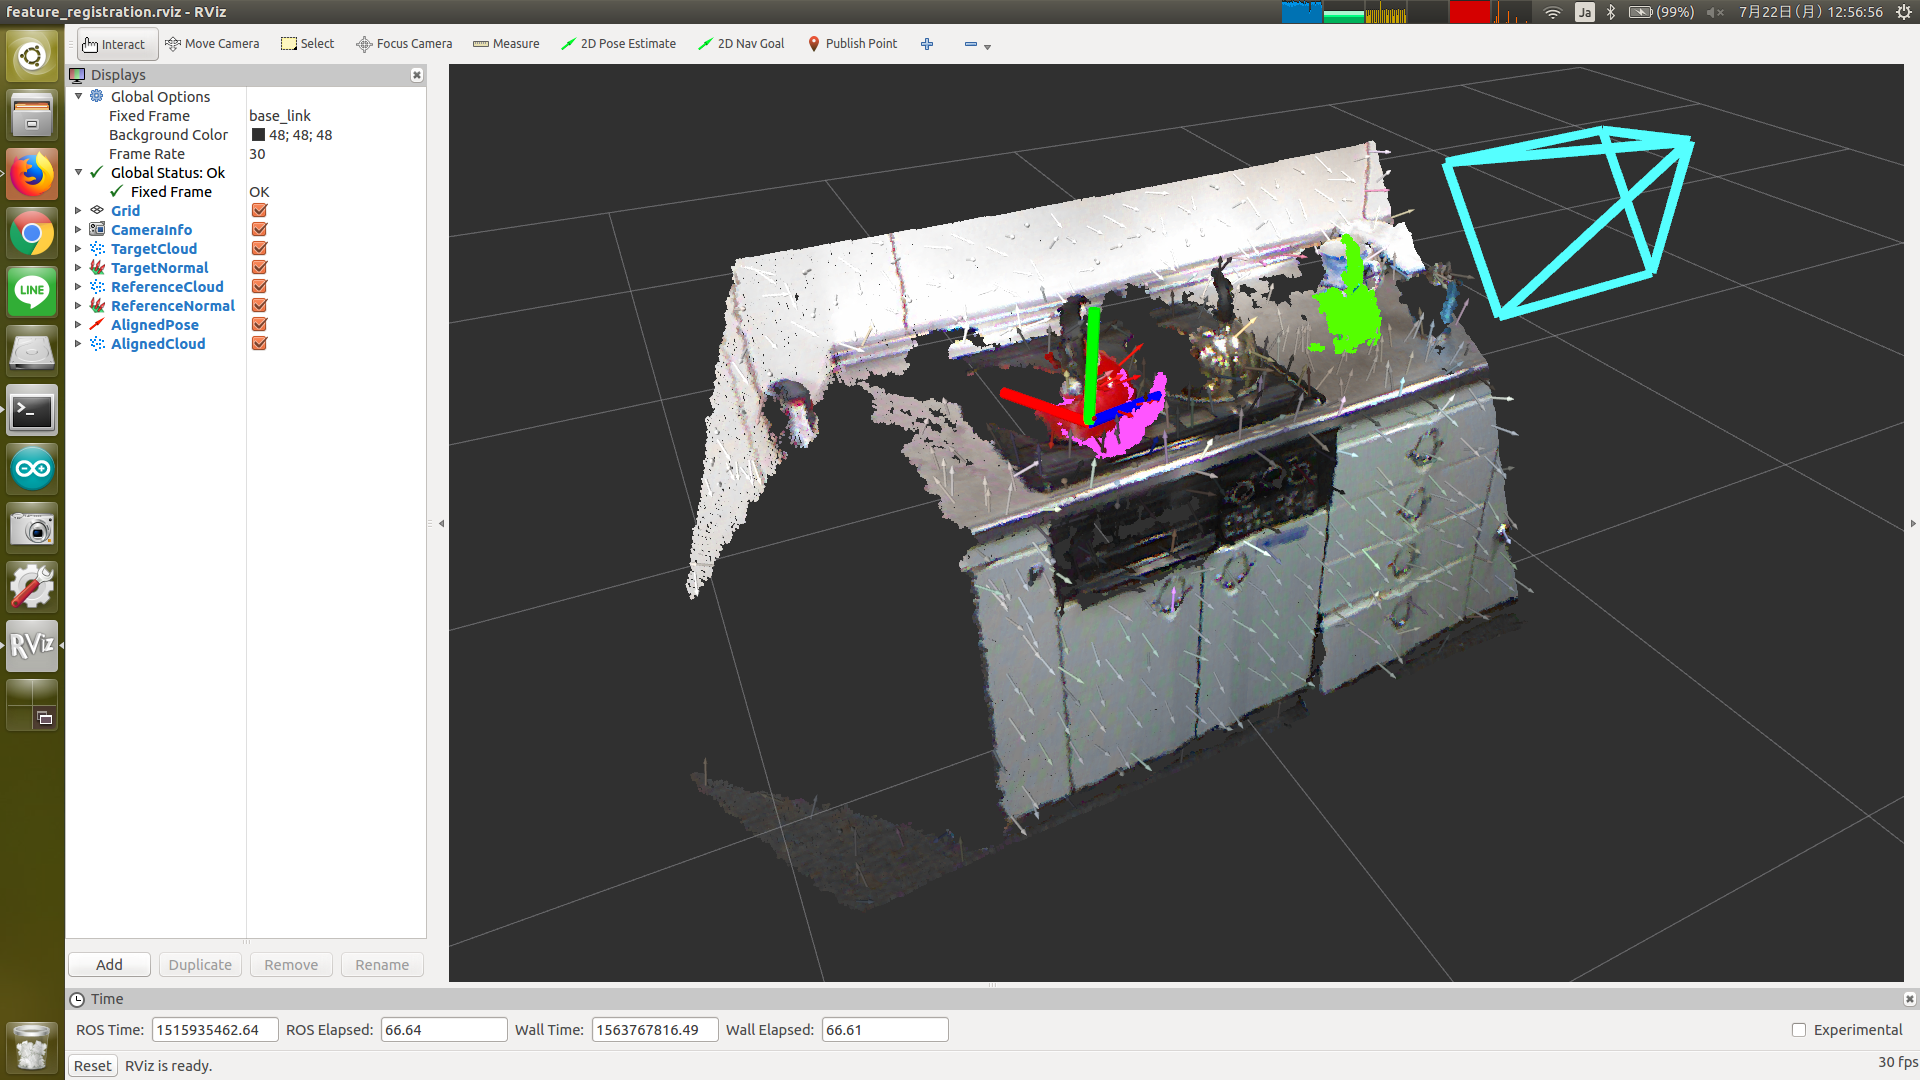 feature_registration.rviz - RViz
Ja
(99%)
7月22日(月) 12:56:56
Interact
Move Camera
Select
Focus Camera
Measure
2D Pose Estimate
2D Nav Goal
Publish Point
Displays
Global Options
Fixed Frame base_link
Background Color 48; 48; 48
Frame Rate 30
Global Status: Ok
Fixed Frame OK
Grid
CameraInfo
TargetCloud
TargetNormal
ReferenceCloud
ReferenceNormal
AlignedPose
AlignedCloud
LINE
RViz
Add
Duplicate
Remove
Rename
Time
ROS Time: 1515935462.64 ROS Elapsed: 66.64 Wall Time: 1563767816.49 Wall Elapsed: 66.61 Experimental
Reset RViz is ready. 30 fps